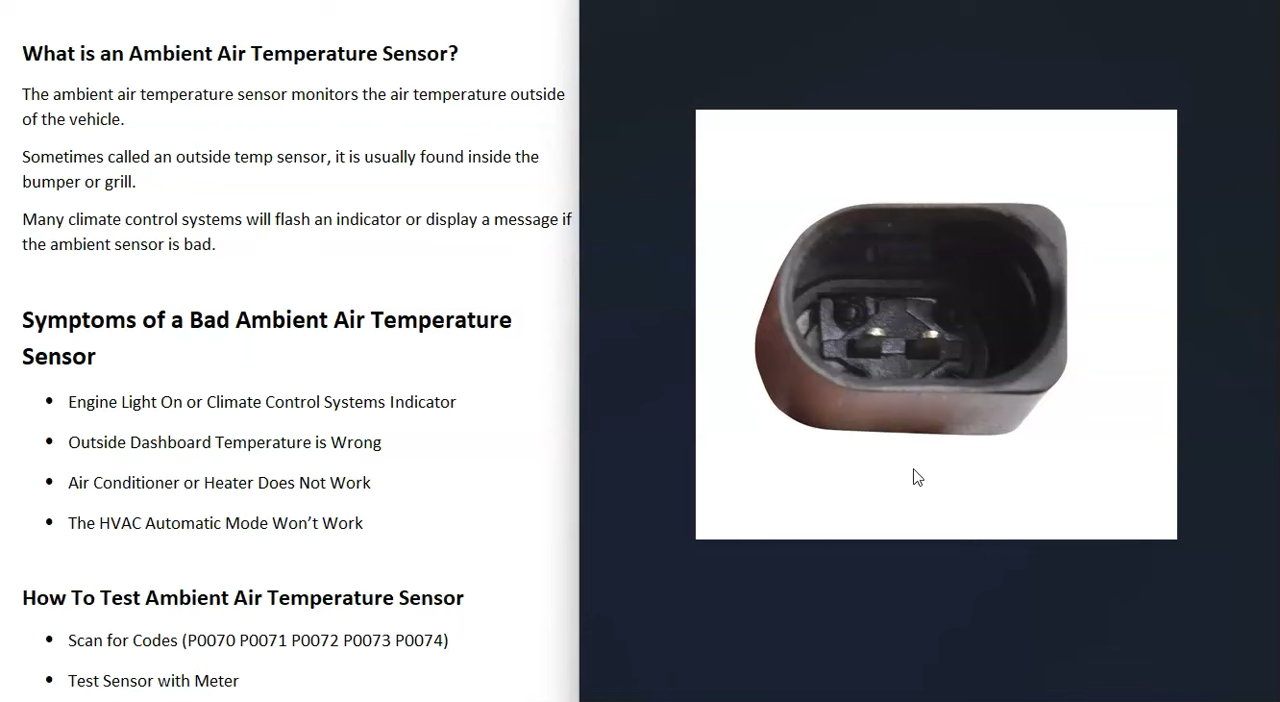 What is an Ambient Air Temperature Sensor?
The ambient air temperature sensor monitors the air temperature outside
of the vehicle.
Sometimes called an outside temp sensor, it is usually found inside the
bumper or grill.
Many climate control systems will flash an indicator or display a message if
the ambient sensor is bad.
Symptoms of a Bad Ambient Air Temperature
Sensor
• Engine Light On or Climate Control Systems Indicator
• Outside Dashboard Temperature is Wrong
• Air Conditioner or Heater Does Not Work
• The HVAC Automatic Mode Won’t Work
How To Test Ambient Air Temperature Sensor
• Scan for Codes (P0070 P0071 P0072 P0073 P0074)
• Test Sensor with Meter